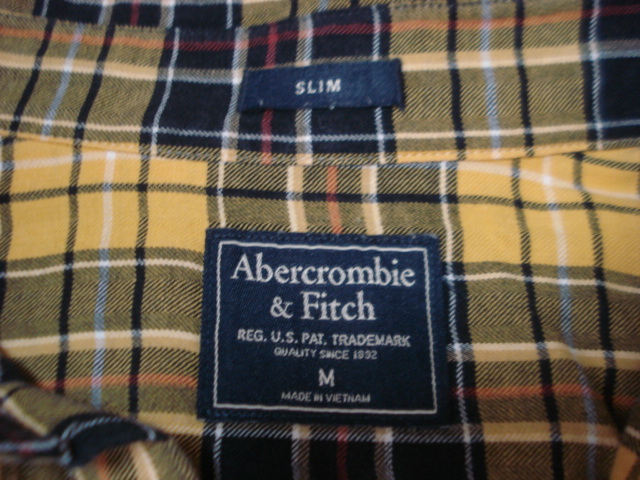 SLIM
Abercrombie
& Fitch
REG. U.S. PAT. TRADEMARK
QUALITY SINCE 1892
M
MADE IN VIETNAM